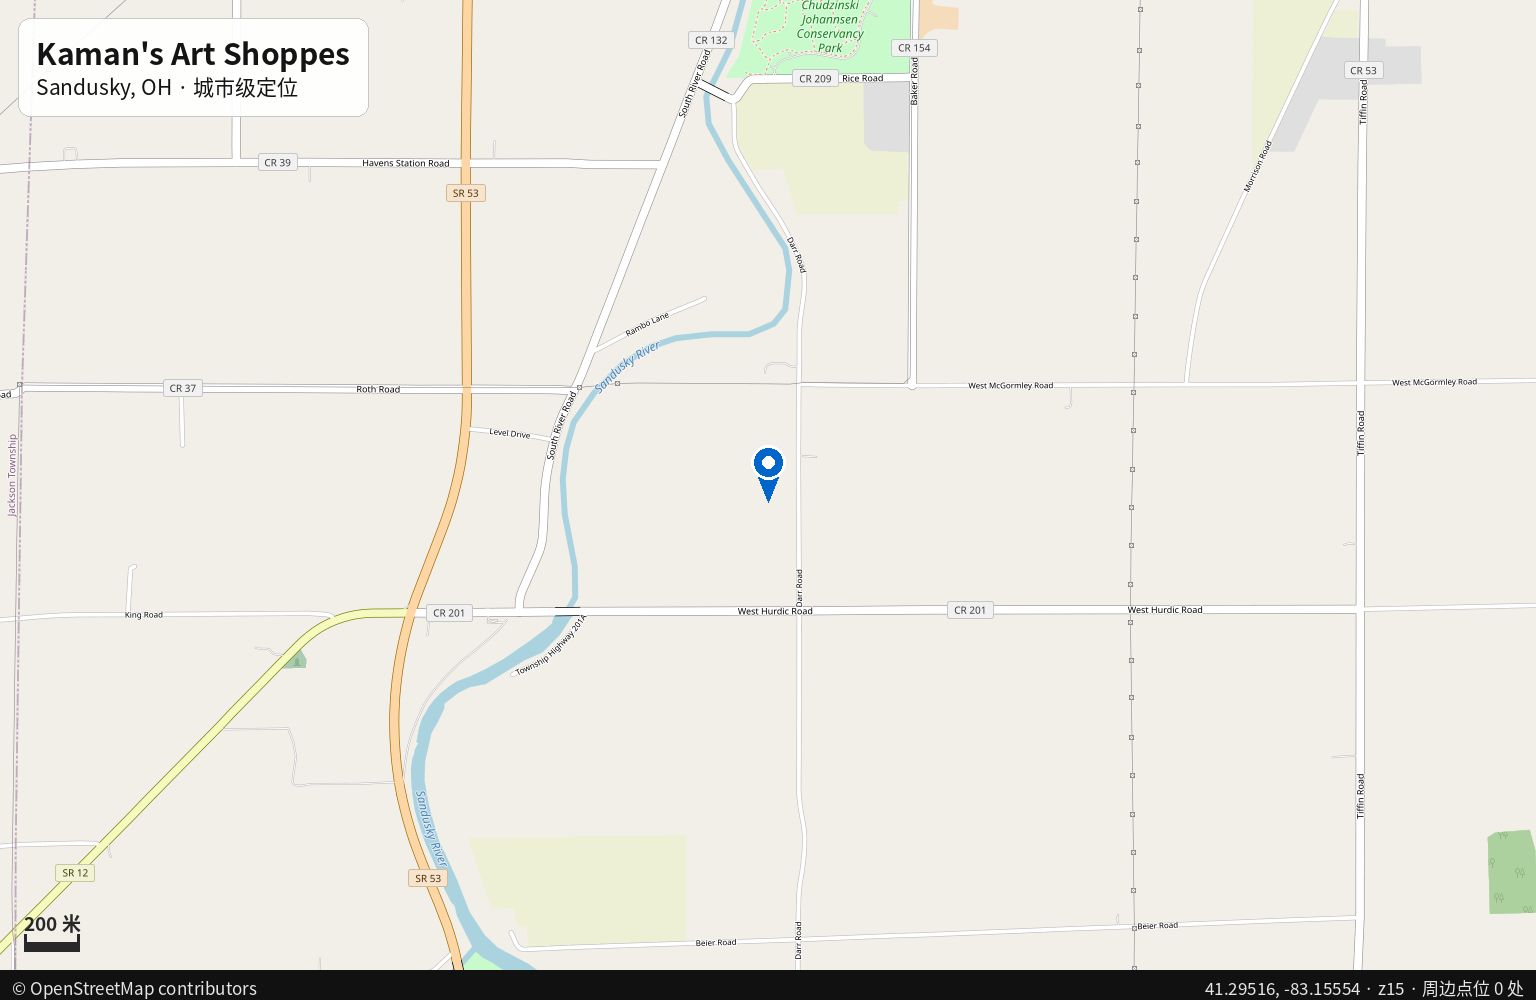 Kaman's Art Shoppes
Sandusky, OH · 城市级定位
Chudzinski
Johannsen
Conservancy
Park
CR 132
CR 154
CR 209
Rice Road
CR 53
South River Road
Baker Road
Tiffin Road
CR 39
Havens Station Road
SR 53
Morrison Road
Darr Road
Rambo Lane
Sandusky River
CR 37
Roth Road
West McGormley Road
West McGormley Road
ad
Level Drive
South River Road
Tiffin Road
Jackson Township
Darr Road
King Road
CR 201
West Hurdic Road
CR 201
West Hurdic Road
Township Highway 201A
Sandusky River
Tiffin Road
SR 12
SR 53
200 米
Beier Road
Darr Road
Beier Road
© OpenStreetMap contributors
41.29516, -83.15554 · z15 · 周边点位 0 处